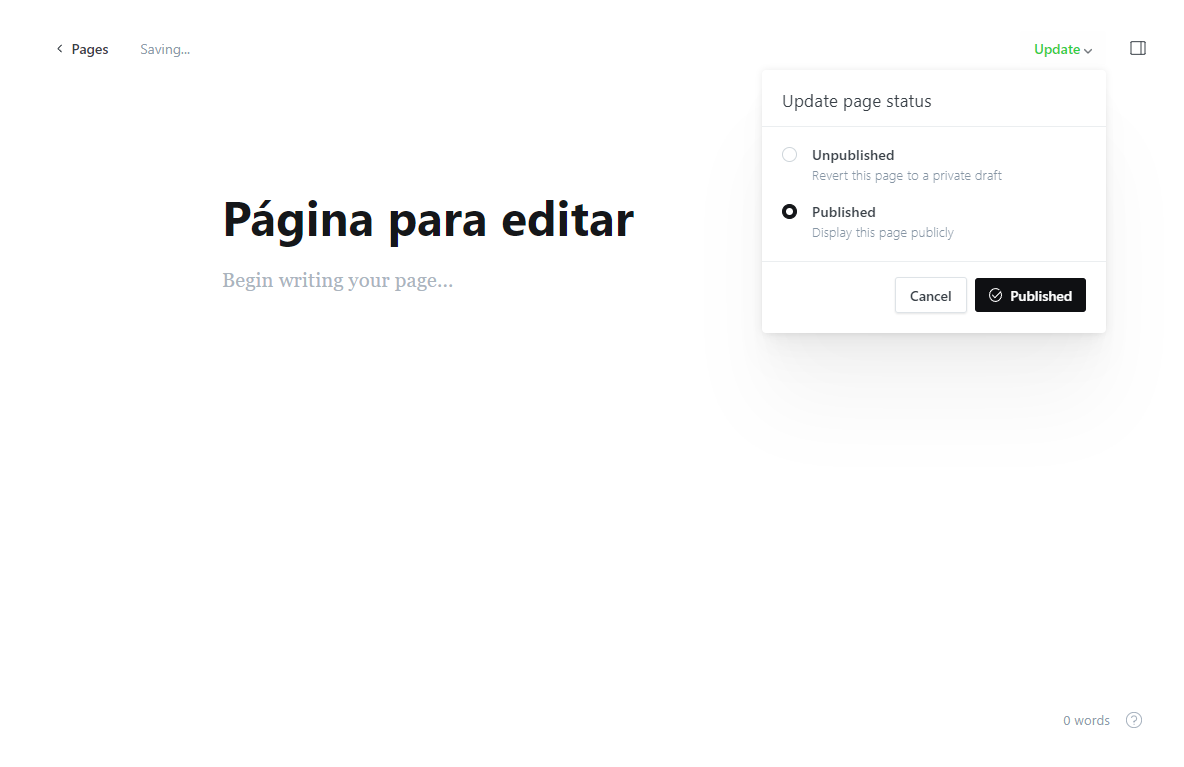 Pages
Saving...
Update
Update page status
Unpublished
Revert this page to a private draft
Published
Display this page publicly
Cancel
Published
Página para editar
Begin writing your page...
0 words
?